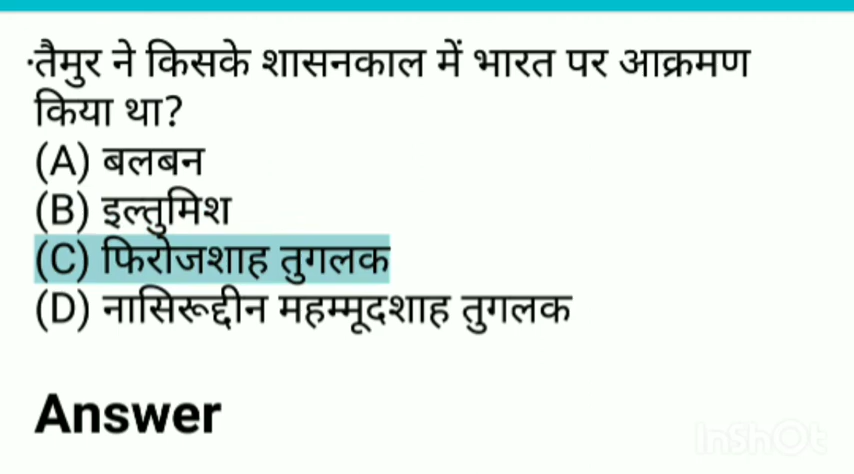 ·तैमुर ने किसके शासनकाल में भारत पर आक्रमण
किया था?
(A) बलबन
(B) इल्तुमिश
(C) फिरोजशाह तुगलक
(D) नासिरूद्दीन महम्मूदशाह तुगलक
Answer
InShOt